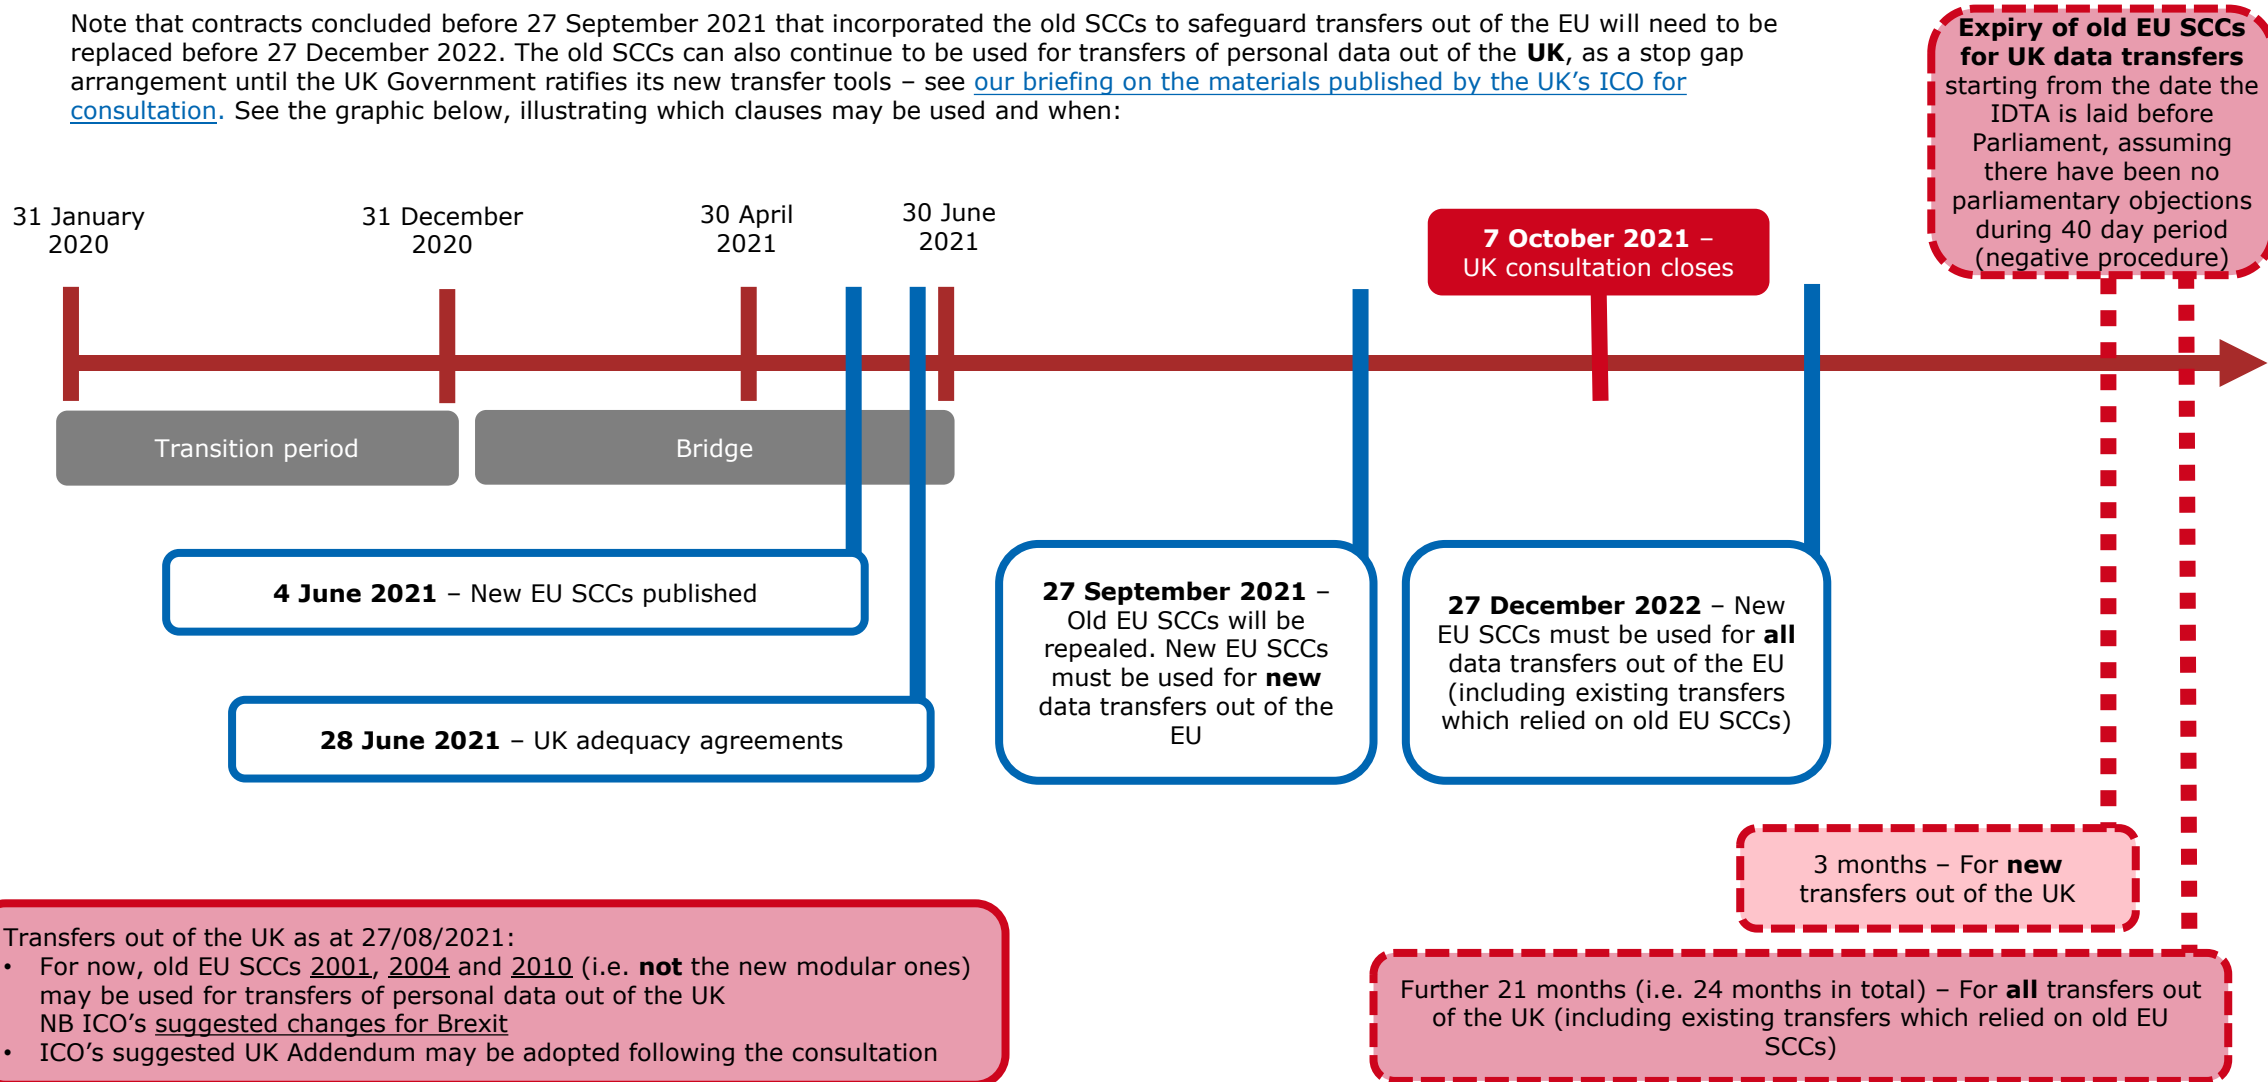 Note that contracts concluded before 27 September 2021 that incorporated the old SCCs to safeguard transfers out of the EU will need to be
replaced before 27 December 2022. The old SCCs can also continue to be used for transfers of personal data out of the UK, as a stop gap
arrangement until the UK Government ratifies its new transfer tools – see our briefing on the materials published by the UK's ICO for
consultation. See the graphic below, illustrating which clauses may be used and when:
Expiry of old EU SCCs
for UK data transfers
starting from the date the
IDTA is laid before
Parliament, assuming
there have been no
parliamentary objections
during 40 day period
(negative procedure)
31 January
2020
31 December
2020
30 April
2021
30 June
2021
7 October 2021 –
UK consultation closes
Transition period
Bridge
4 June 2021 – New EU SCCs published
28 June 2021 – UK adequacy agreements
27 September 2021 –
Old EU SCCs will be
repealed. New EU SCCs
must be used for new
data transfers out of the
EU
27 December 2022 – New
EU SCCs must be used for all
data transfers out of the EU
(including existing transfers
which relied on old EU SCCs)
3 months – For new
transfers out of the UK
Further 21 months (i.e. 24 months in total) – For all transfers out
of the UK (including existing transfers which relied on old EU
SCCs)
Transfers out of the UK as at 27/08/2021:
• For now, old EU SCCs 2001, 2004 and 2010 (i.e. not the new modular ones)
may be used for transfers of personal data out of the UK
NB ICO's suggested changes for Brexit
• ICO's suggested UK Addendum may be adopted following the consultation